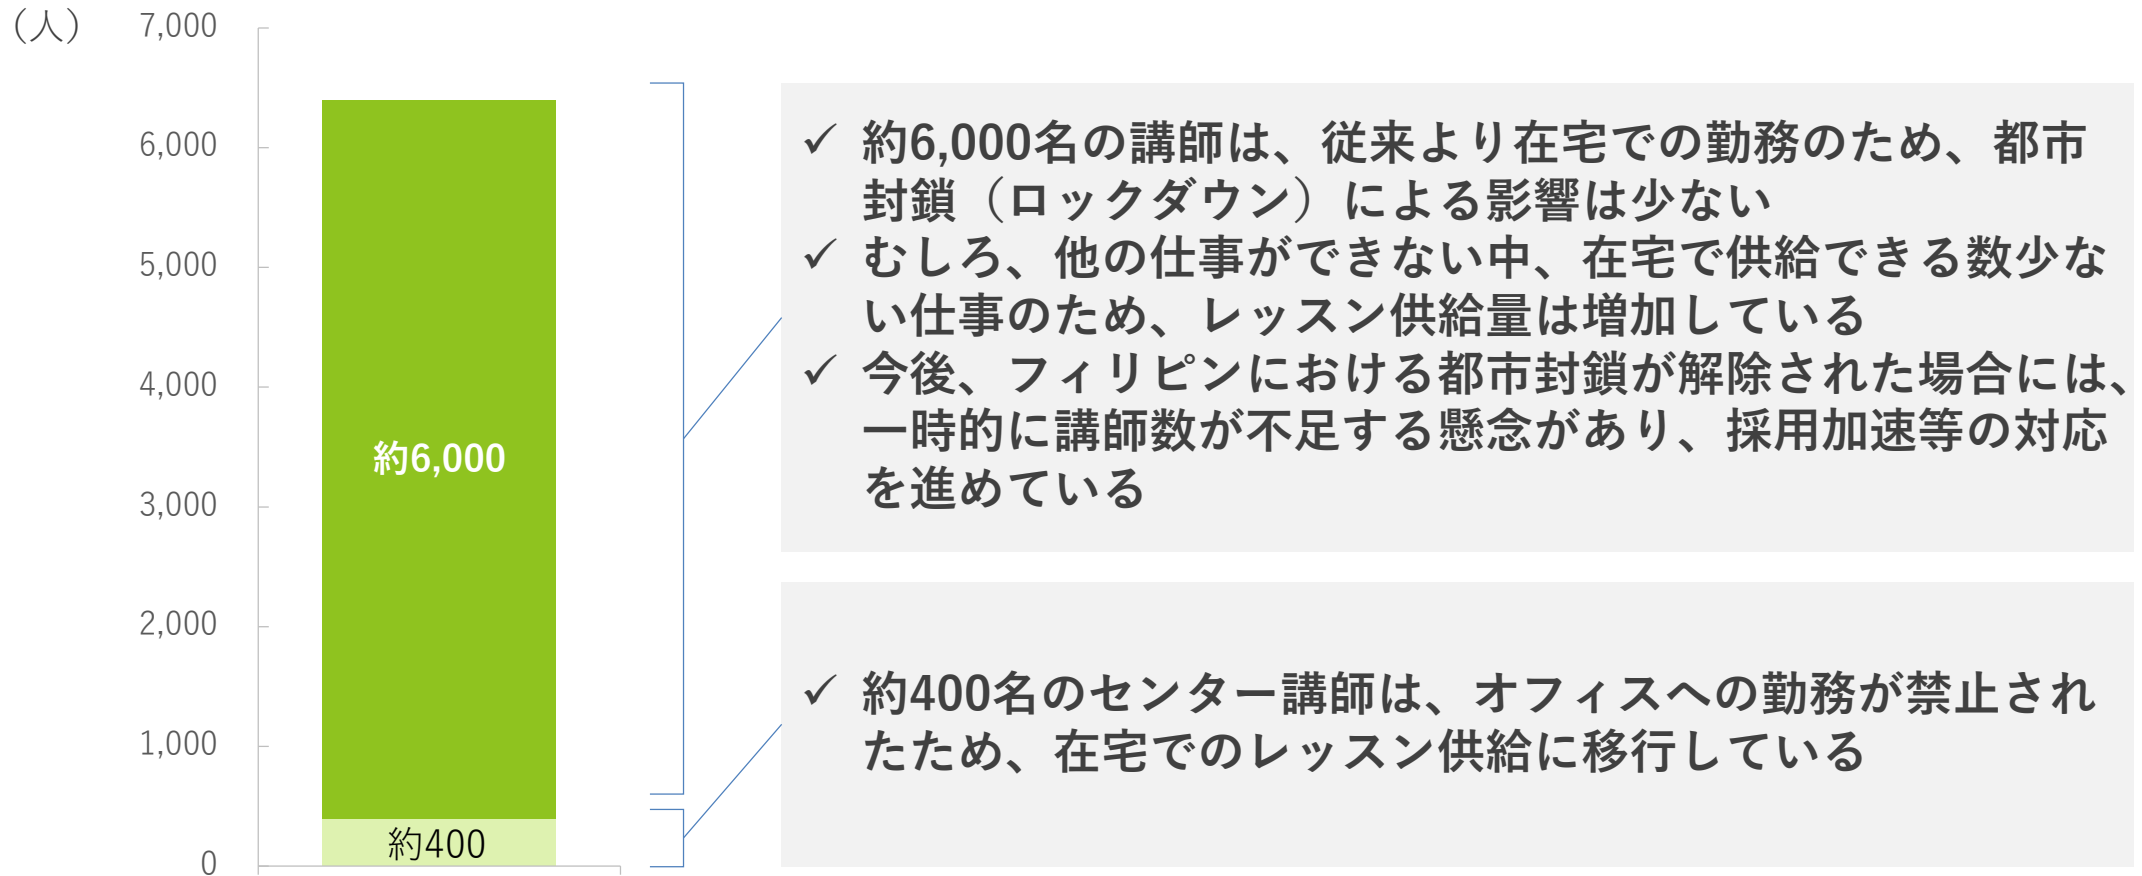 （人）
7,000
6,000
5,000
4,000
3,000
2,000
1,000
0
約6,000
約400
✓ 約6,000名の講師は、従来より在宅での勤務のため、都市
封鎖（ロックダウン）による影響は少ない
✓ むしろ、他の仕事ができない中、在宅で供給できる数少な
い仕事のため、レッスン供給量は増加している
✓ 今後、フィリピンにおける都市封鎖が解除された場合には、
一時的に講師数が不足する懸念があり、採用加速等の対応
を進めている
✓ 約400名のセンター講師は、オフィスへの勤務が禁止され
たため、在宅でのレッスン供給に移行している